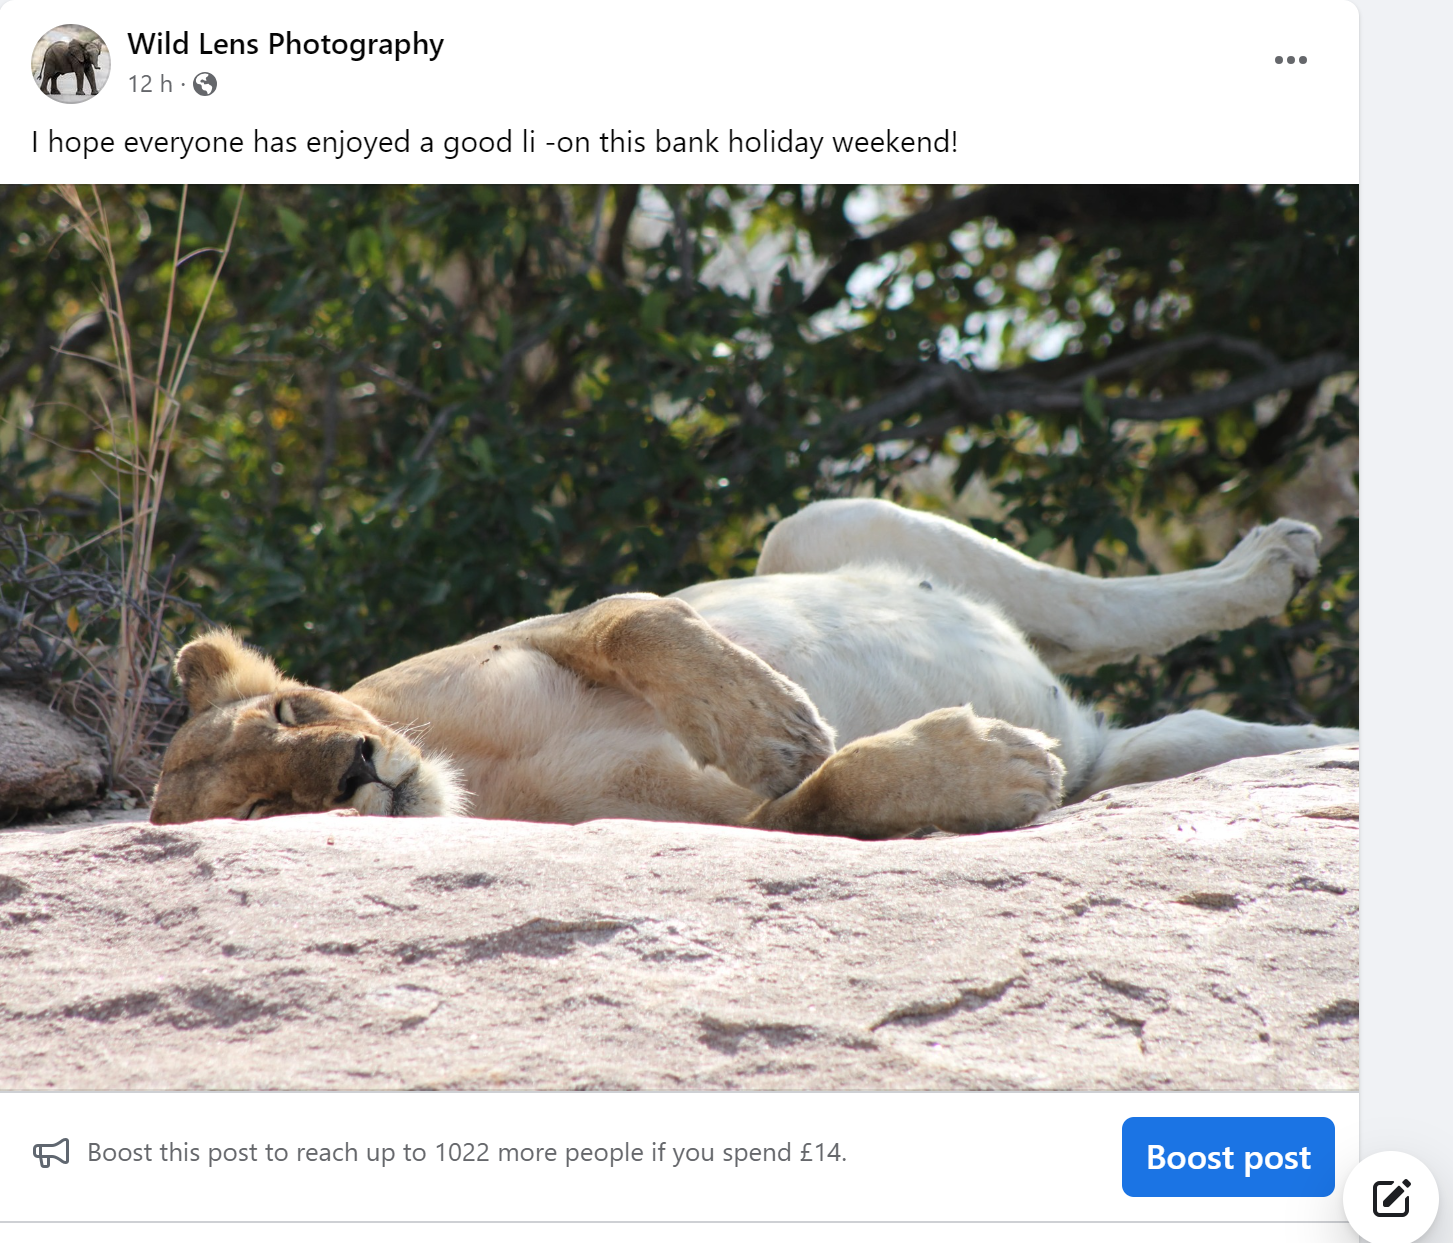 Wild Lens Photography
12 h ·
I hope everyone has enjoyed a good li -on this bank holiday weekend!
Boost this post to reach up to 1022 more people if you spend £14.
Boost post